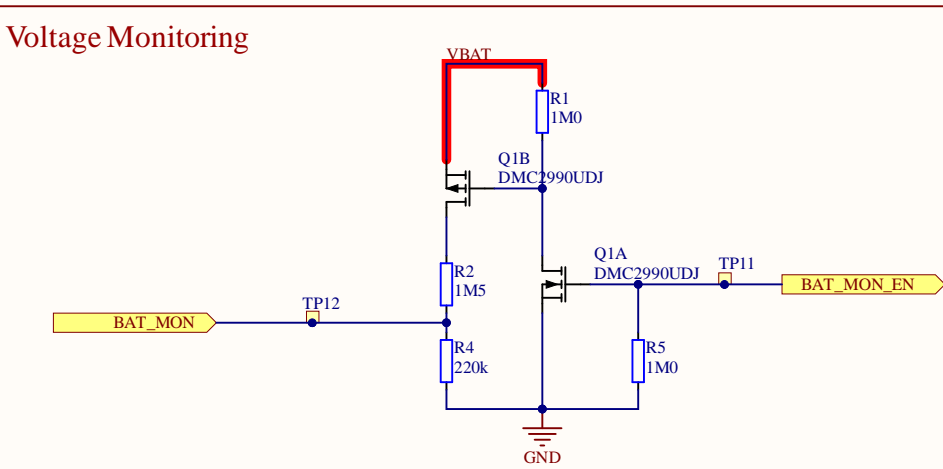 Voltage Monitoring
VBAT
R1
1M0
Q1B
DMC2990UDJ
Q1A
DMC2990UDJ
TP11
BAT_MON_EN
R2
1M5
TP12
BAT_MON
R4
220k
R5
1M0
GND